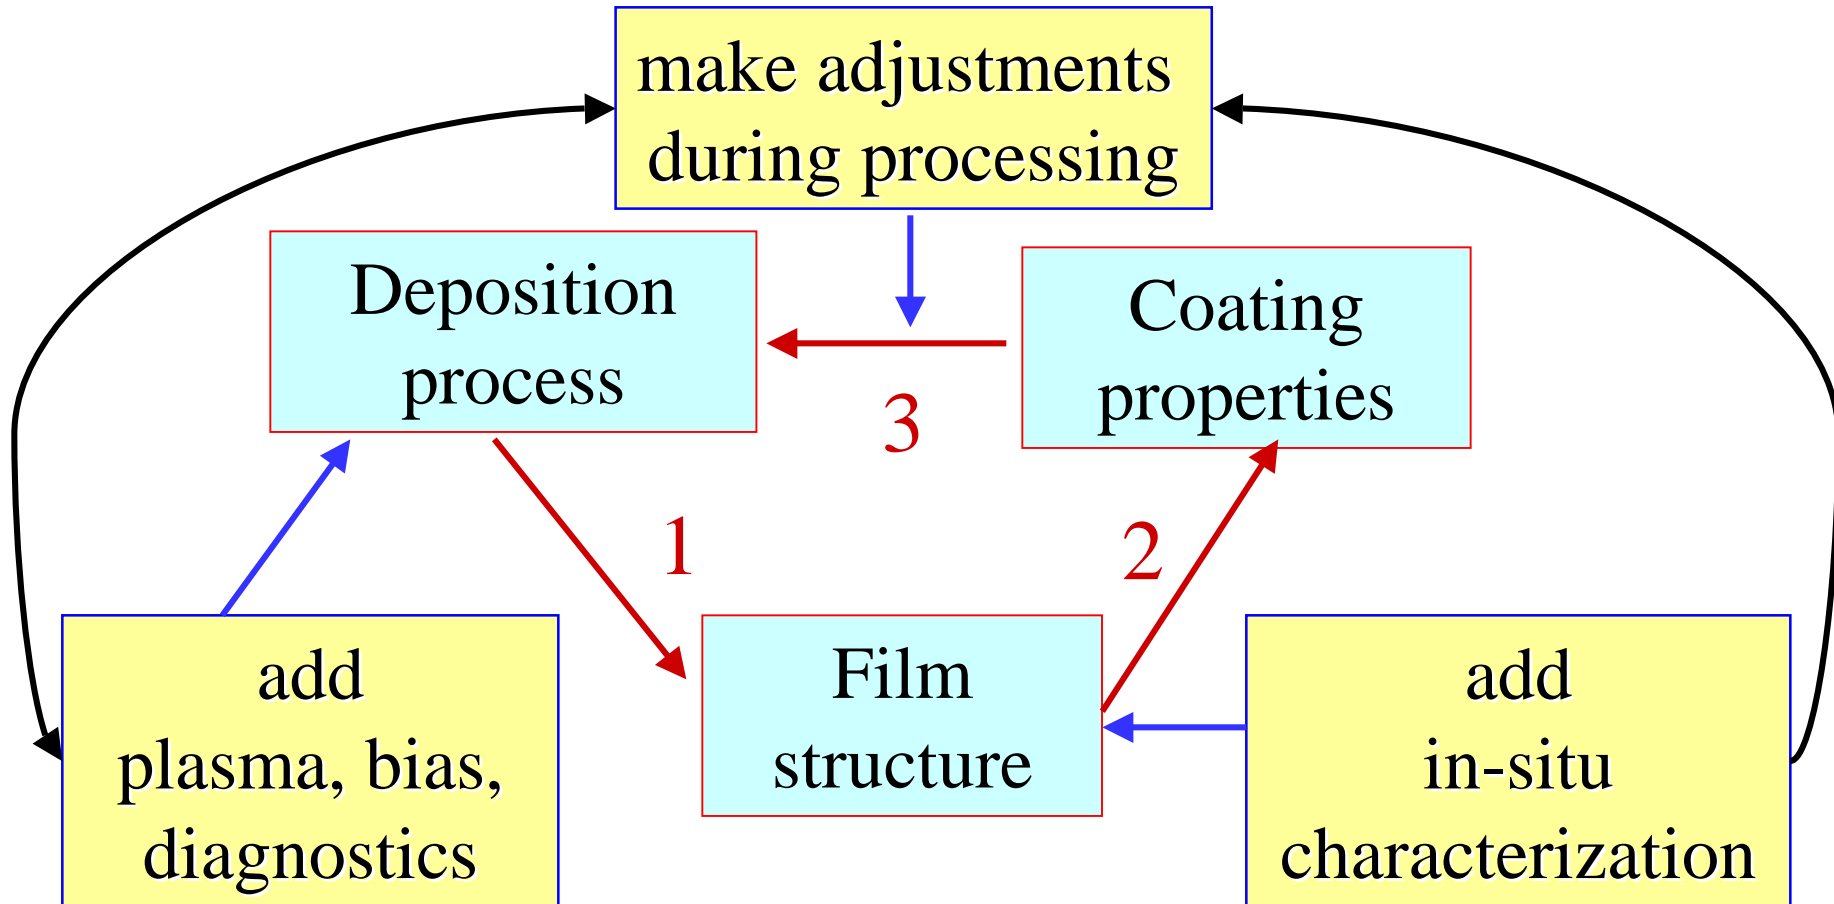 make adjustments
during processing
Deposition
process
Coating
properties
3
1
2
add
plasma, bias,
diagnostics
Film
structure
add
in-situ
characterization